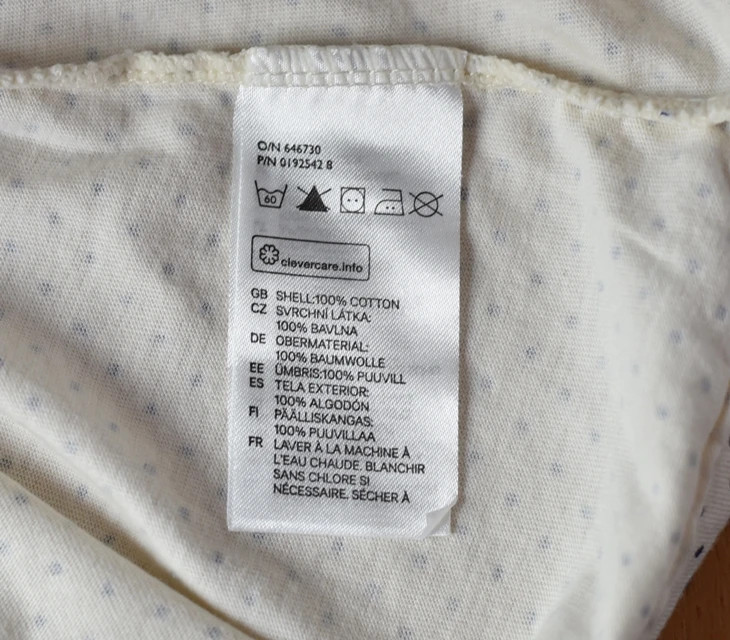 O/N 646730
P/N 0192542 8
60
clevercare.info
GB SHELL:100% COTTON
CZ SVRCHNÍ LÁTKA:
100% BAVLNA
DE OBERMATERIAL:
100% BAUMWOLLE
EE ÜMBRIS:100% PUUVILL
ES TELA EXTERIOR:
100% ALGODÓN
FI PÄÄLLISKANGAS:
100% PUUVILLAA
FR LAVER À LA MACHINE À
L'EAU CHAUDE. BLANCHIR
SANS CHLORE SI
NÉCESSAIRE. SÉCHER À